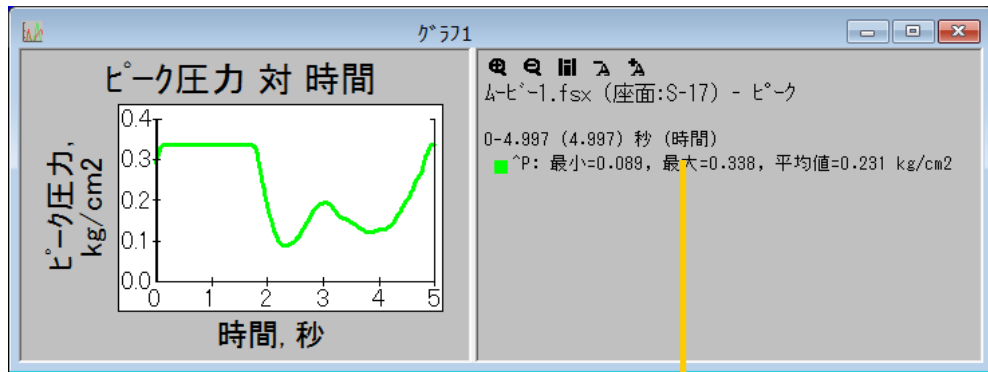 グラフ1
ピーク圧力 対 時間
ピーク圧力,
kg/cm2
0.4
0.3
0.2
0.1
0.0
0 1 2 3 4 5
時間, 秒
ムービー1.fsx (座面:S-17) - ピーク
0-4.997 (4.997) 秒 (時間)
^P: 最小=0.089, 最大=0.338, 平均値=0.231 kg/cm2